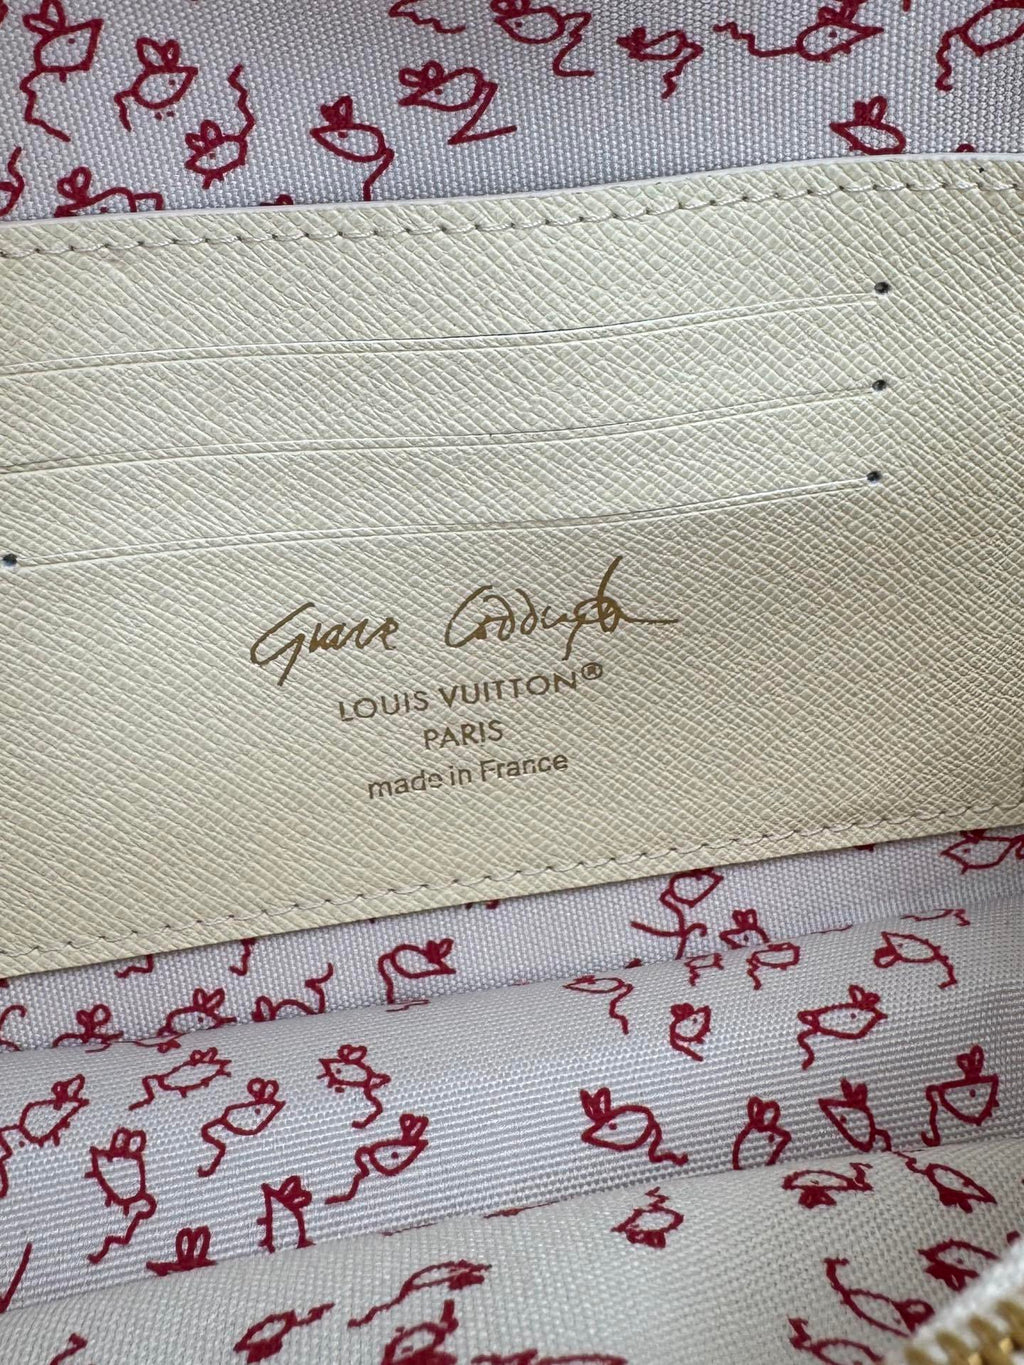 Grace Coddington
LOUIS VUITTON®
PARIS
made in France